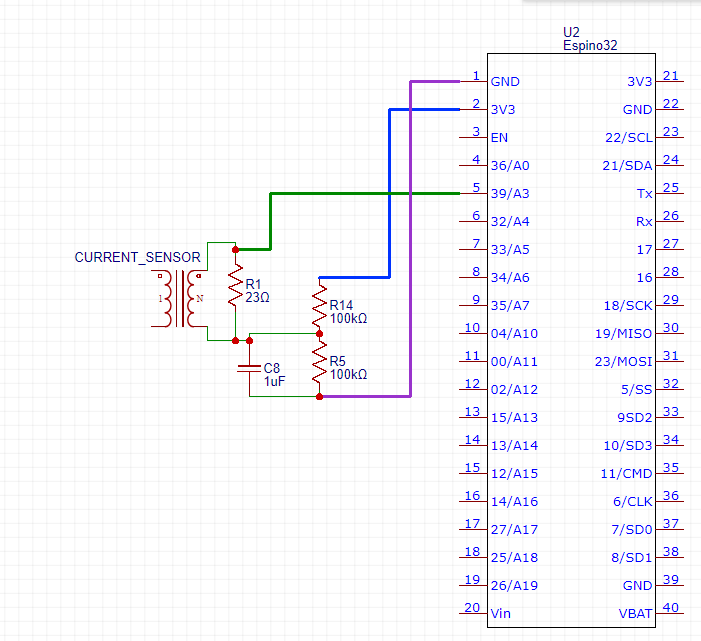 U2
Espino32
1 GND
2 3V3
3 EN
4 36/A0
5 39/A3
6 32/A4
7 33/A5
8 34/A6
9 35/A7
10 04/A10
11 00/A11
12 02/A12
13 15/A13
14 13/A14
15 12/A15
16 14/A16
17 27/A17
18 25/A18
19 26/A19
20 Vin
3V3 21
GND 22
22/SCL 23
21/SDA 24
Tx 25
Rx 26
17 27
16 28
18/SCK 29
19/MISO 30
23/MOSI 31
5/SS 32
9SD2 33
10/SD3 34
11/CMD 35
6/CLK 36
7/SD0 37
8/SD1 38
GND 39
VBAT 40
CURRENT_SENSOR
1 N
R1
23Ω
R14
100kΩ
R5
100kΩ
C8
1uF